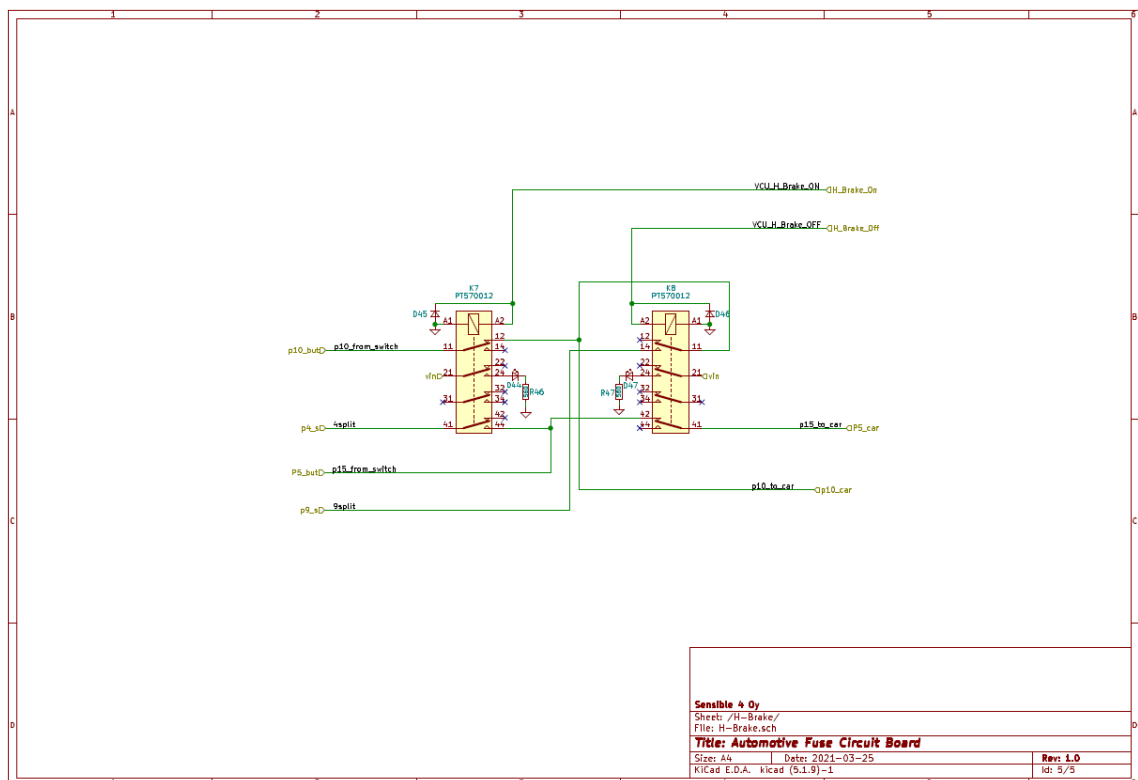 1 2 3 4 5 6
A A
VCU_H_Brake_ON H_Brake_On
VCU_H_Brake_OFF H_Brake_Off
K7 K8
PT570012 PT570012
B D45 D46 B
A1 A2 A2 A1
12 12
p10_but p10_from_switch 11 14 14 11
22 22
vin 21 24 24 21 vin
D44 D47
32 R46 R47 32
31 34 34 31
42 42
p4_s 4split 41 44 44 41 p15_to_car P5_car
P5_but p15_from_switch
p10_to_car p10_car
p9_s 9split
C C
Sensible 4 Oy
Sheet: /H-Brake/
File: H-Brake.sch
D Title: Automotive Fuse Circuit Board D
Size: A4 Date: 2021-03-25 Rev: 1.0
KiCad E.D.A. kicad (5.1.9)-1 Id: 5/5